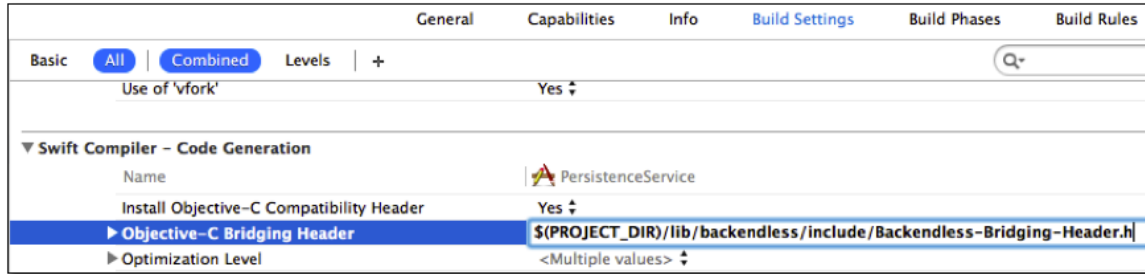 General Capabilities Info Build Settings Build Phases Build Rules
Basic All Combined Levels +
Use of 'vfork' Yes
Swift Compiler – Code Generation
Name PersistenceService
Install Objective-C Compatibility Header Yes
Objective-C Bridging Header $(PROJECT_DIR)/lib/backendless/include/Backendless-Bridging-Header.h
Optimization Level <Multiple values>